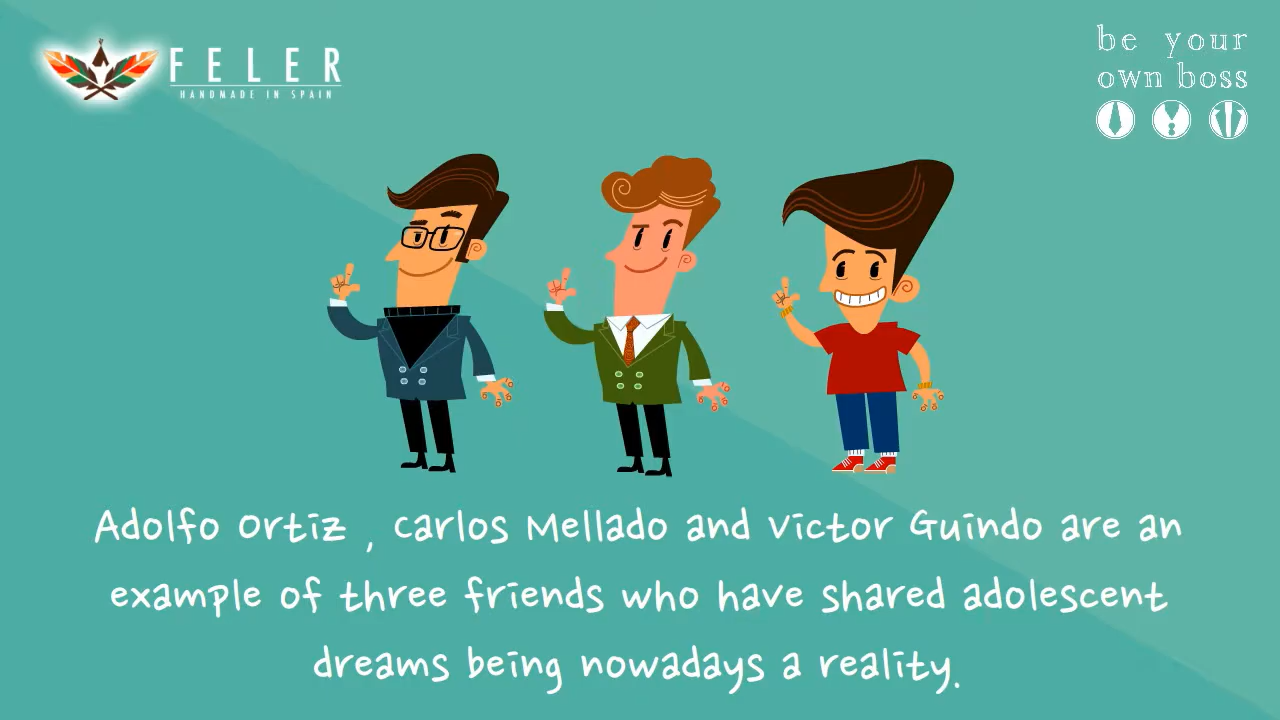 FELER
HANDMADE IN SPAIN
be your
own boss
Adolfo Ortiz , Carlos Mellado and Victor Guindo are an
example of three friends who have shared adolescent
dreams being nowadays a reality.